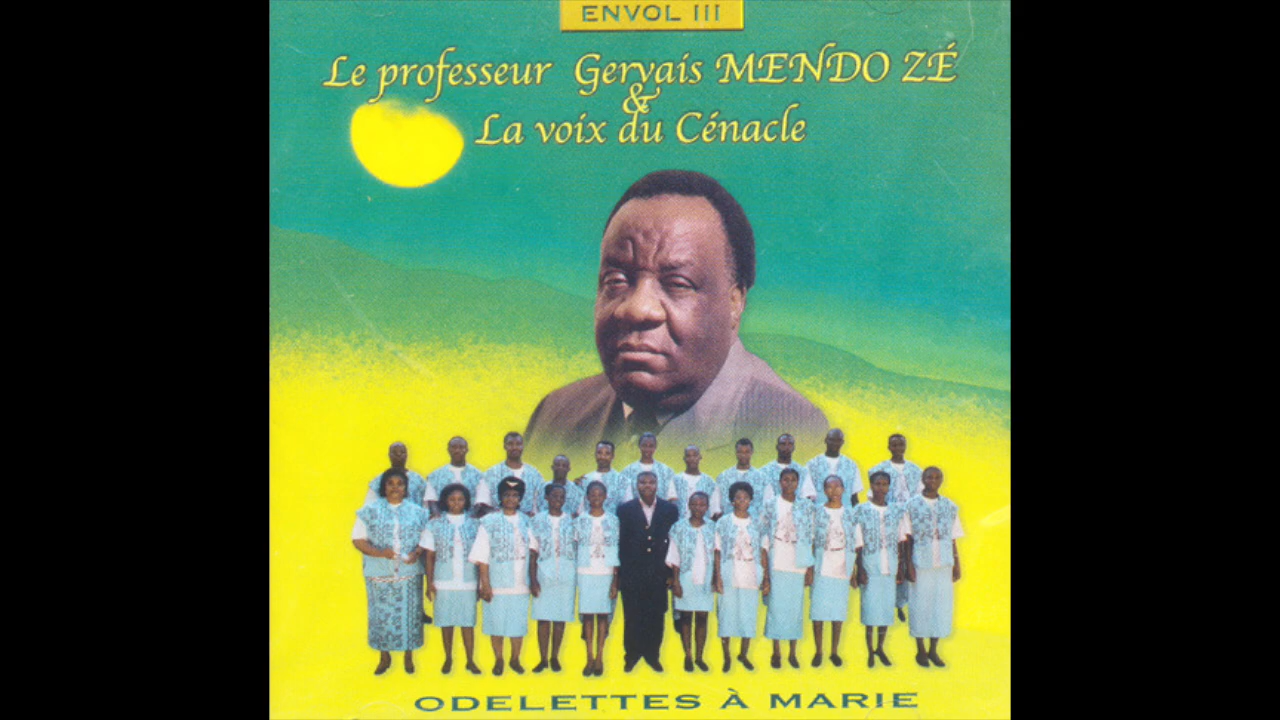 ENVOL III
Le professeur Gervais MENDO ZÉ
&
La voix du Cénacle
ODELETTES À MARIE